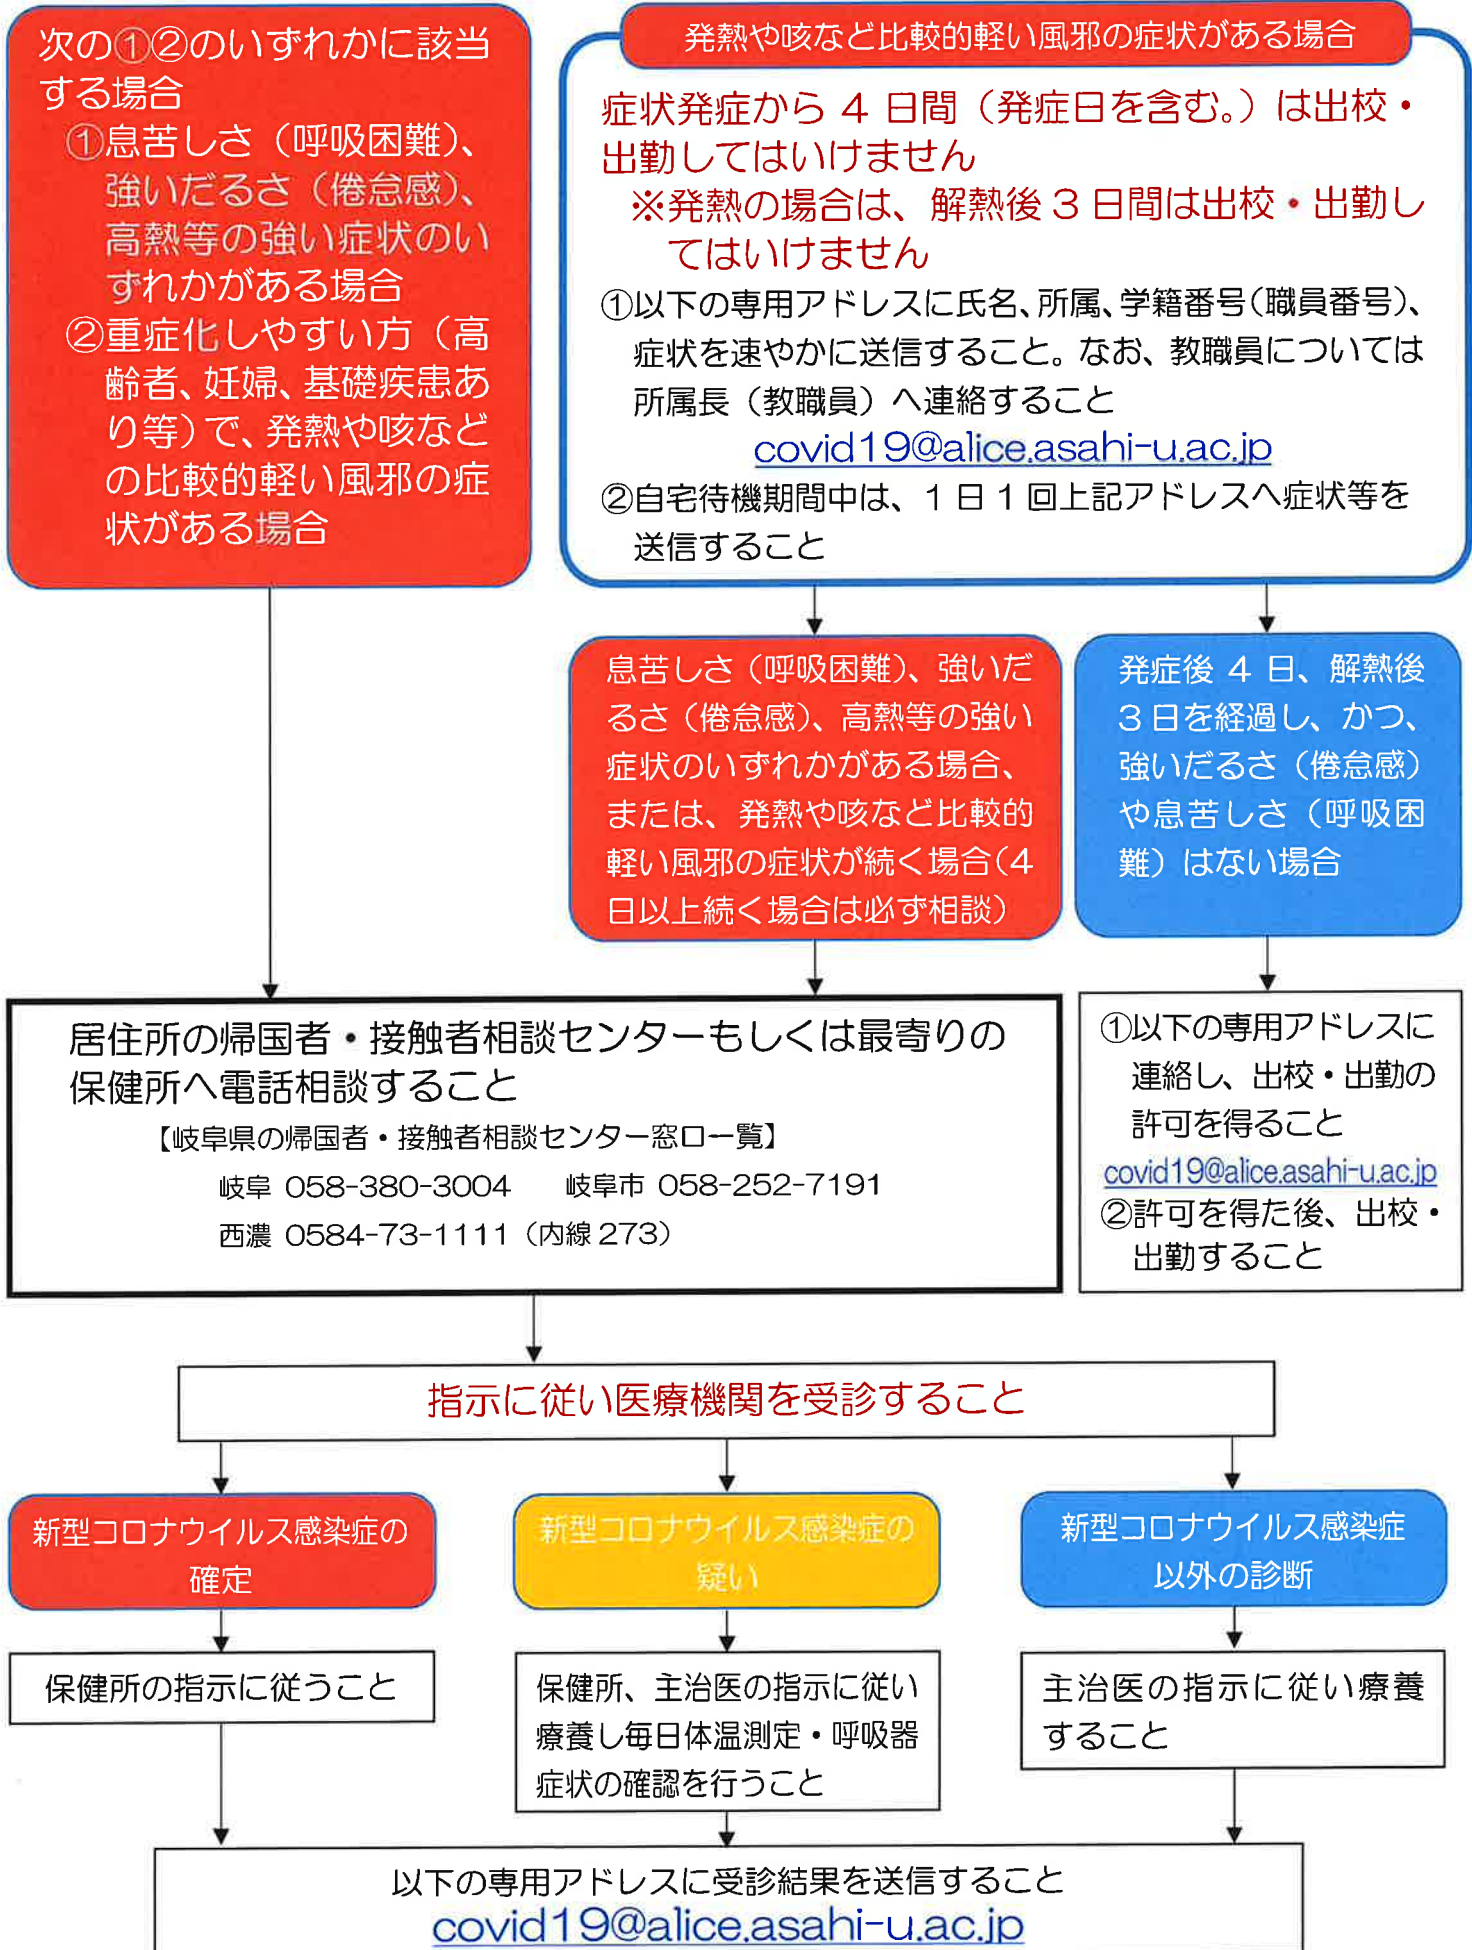 次の①②のいずれかに該当
する場合
①息苦しさ（呼吸困難）、
強いだるさ（倦怠感）、
高熱等の強い症状のい
ずれかがある場合
②重症化しやすい方（高
齢者、妊婦、基礎疾患あ
り等）で、発熱や咳など
の比較的軽い風邪の症
状がある場合
発熱や咳など比較的軽い風邪の症状がある場合
症状発症から 4 日間（発症日を含む。）は出校・
出勤してはいけません
※発熱の場合は、解熱後 3 日間は出校・出勤し
てはいけません
①以下の専用アドレスに氏名、所属、学籍番号（職員番号）、
症状を速やかに送信すること。なお、教職員については
所属長（教職員）へ連絡すること
covid19@alice.asahi-u.ac.jp
②自宅待機期間中は、1 日 1 回上記アドレスへ症状等を
送信すること
息苦しさ（呼吸困難）、強いだ
るさ（倦怠感）、高熱等の強い
症状のいずれかがある場合、
または、発熱や咳など比較的
軽い風邪の症状が続く場合（4
日以上続く場合は必ず相談）
発症後 4 日、解熱後
3 日を経過し、かつ、
強いだるさ（倦怠感）
や息苦しさ（呼吸困
難）はない場合
居住所の帰国者・接触者相談センターもしくは最寄りの
保健所へ電話相談すること
【岐阜県の帰国者・接触者相談センター窓口一覧】
岐阜 058-380-3004 岐阜市 058-252-7191
西濃 0584-73-1111（内線 273）
①以下の専用アドレスに
連絡し、出校・出勤の
許可を得ること
covid19@alice.asahi-u.ac.jp
②許可を得た後、出校・
出勤すること
指示に従い医療機関を受診すること
新型コロナウイルス感染症の
確定
新型コロナウイルス感染症の
疑い
新型コロナウイルス感染症
以外の診断
保健所の指示に従うこと
保健所、主治医の指示に従い
療養し毎日体温測定・呼吸器
症状の確認を行うこと
主治医の指示に従い療養
すること
以下の専用アドレスに受診結果を送信すること
covid19@alice.asahi-u.ac.jp